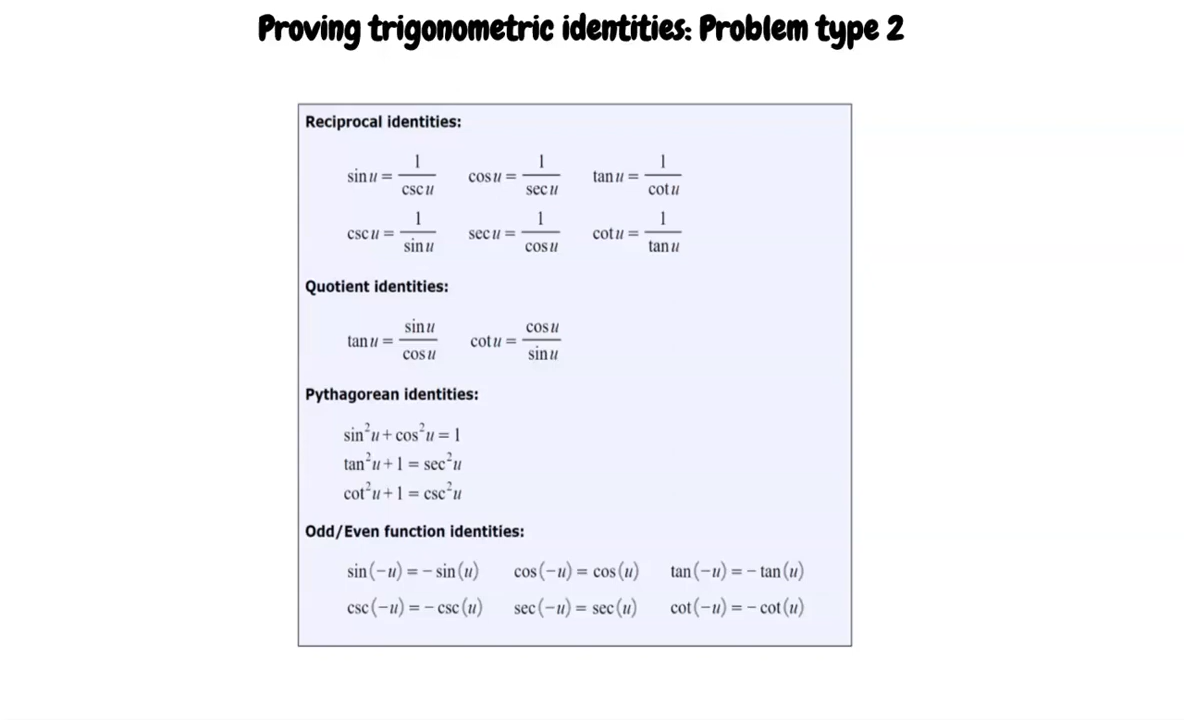 Proving trigonometric identities: Problem type 2
Reciprocal identities:
sin u = 1/csc u  cos u = 1/sec u  tan u = 1/cot u
csc u = 1/sin u  sec u = 1/cos u  cot u = 1/tan u
Quotient identities:
tan u = sin u/cos u  cot u = cos u/sin u
Pythagorean identities:
sin²u + cos²u = 1
tan²u + 1 = sec²u
cot²u + 1 = csc²u
Odd/Even function identities:
sin(−u) = − sin(u)  cos(−u) = cos(u)  tan(−u) = − tan(u)
csc(−u) = − csc(u)  sec(−u) = sec(u)  cot(−u) = − cot(u)